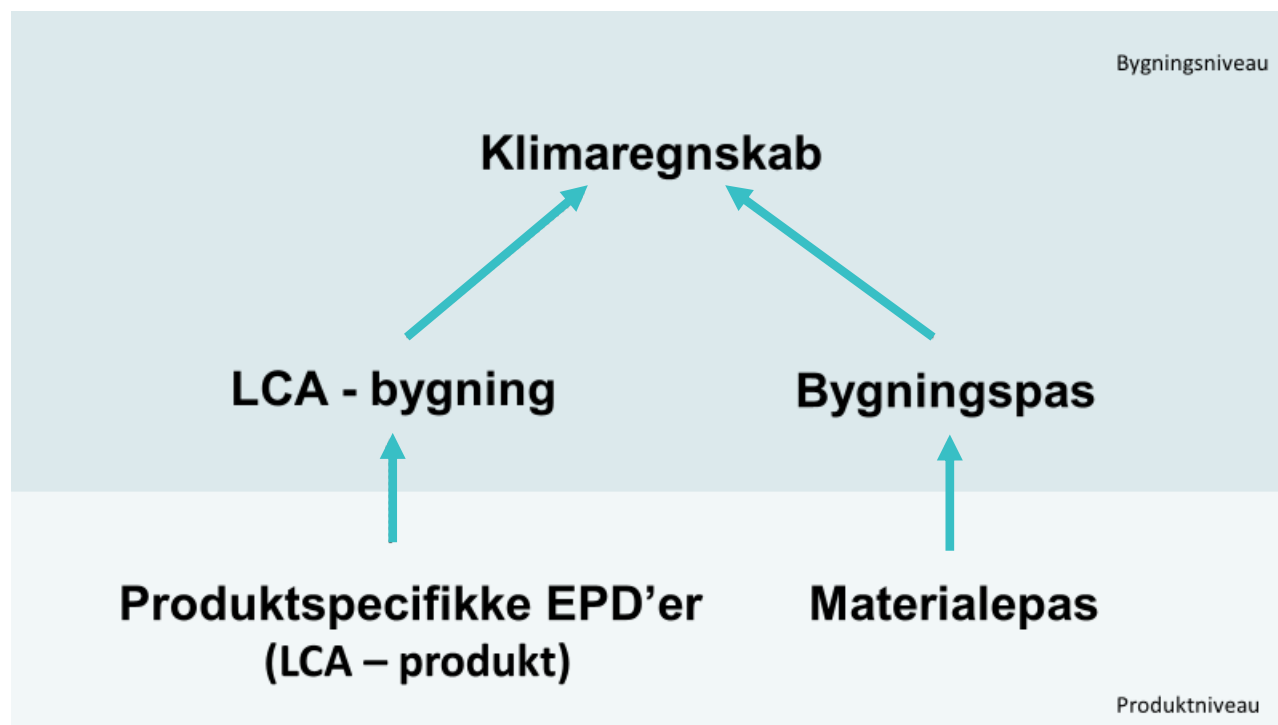 Bygningsniveau
Klimaregnskab
LCA - bygning
Bygningspas
Produktspecifikke EPD’er
(LCA – produkt)
Materialepas
Produktniveau